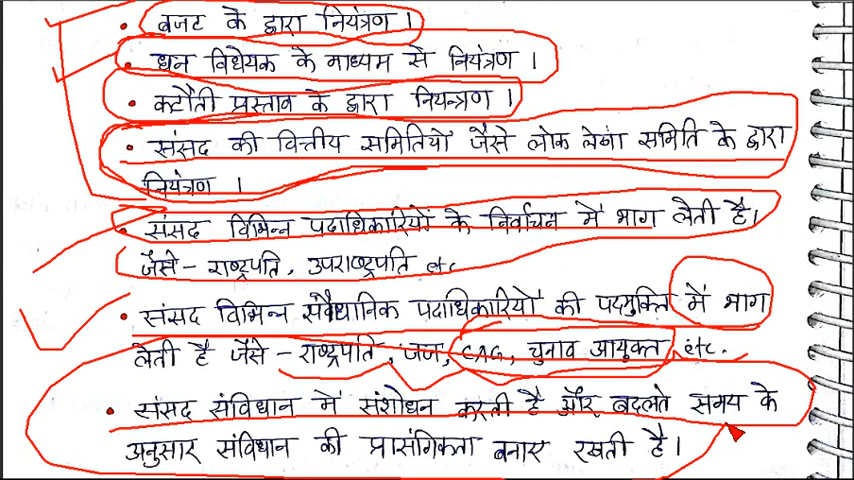 • बजट के द्वारा नियंत्रण ।
• धन विधेयक के माध्यम से नियंत्रण ।
• कटौती प्रस्ताव के द्वारा नियन्त्रण ।
• संसद की वित्तीय समितियों जैसे लोक लेखा समिति के द्वारा
नियंत्रण ।
• संसद विभिन्न पदाधिकारियों के निर्वाचन में भाग लेती है।
जैसे - राष्ट्रपति, उपराष्ट्रपति etc
• संसद विभिन्न संवैधानिक पदाधिकारियों की पदमुक्ति में भाग
लेती है जैसे - राष्ट्रपति, जज, CAG, चुनाव आयुक्त etc.
• संसद संविधान में संशोधन करती है और बदलते समय के
अनुसार संविधान की प्रासंगिकता बनाए रखती है।